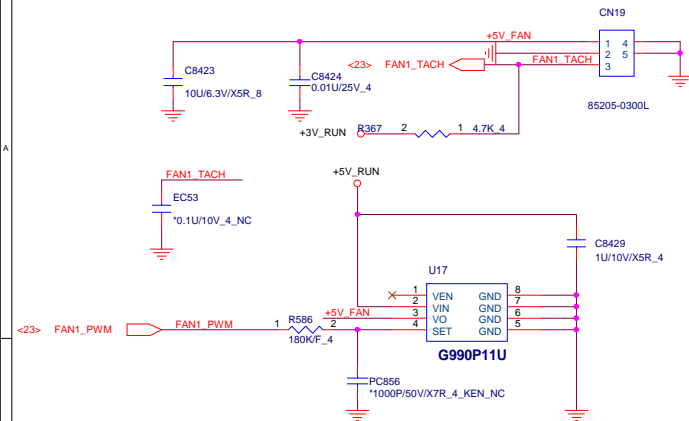 CN19
+5V_FAN
1 4
2 5
3
<23> FAN1_TACH
FAN1_TACH
85205-0300L
C8423
10U/6.3V/X5R_8
C8424
0.01U/25V_4
+3V_RUN
R367
2
1
4.7K_4
A
FAN1_TACH
EC53
*0.1U/10V_4_NC
+5V_RUN
C8429
1U/10V/X5R_4
U17
1 VEN GND 8
2 VIN GND 7
+5V_FAN 3 VO GND 6
4 SET GND 5
G990P11U
<23> FAN1_PWM
FAN1_PWM
1
R586
2
180K/F_4
PC856
*1000P/50V/X7R_4_KEN_NC